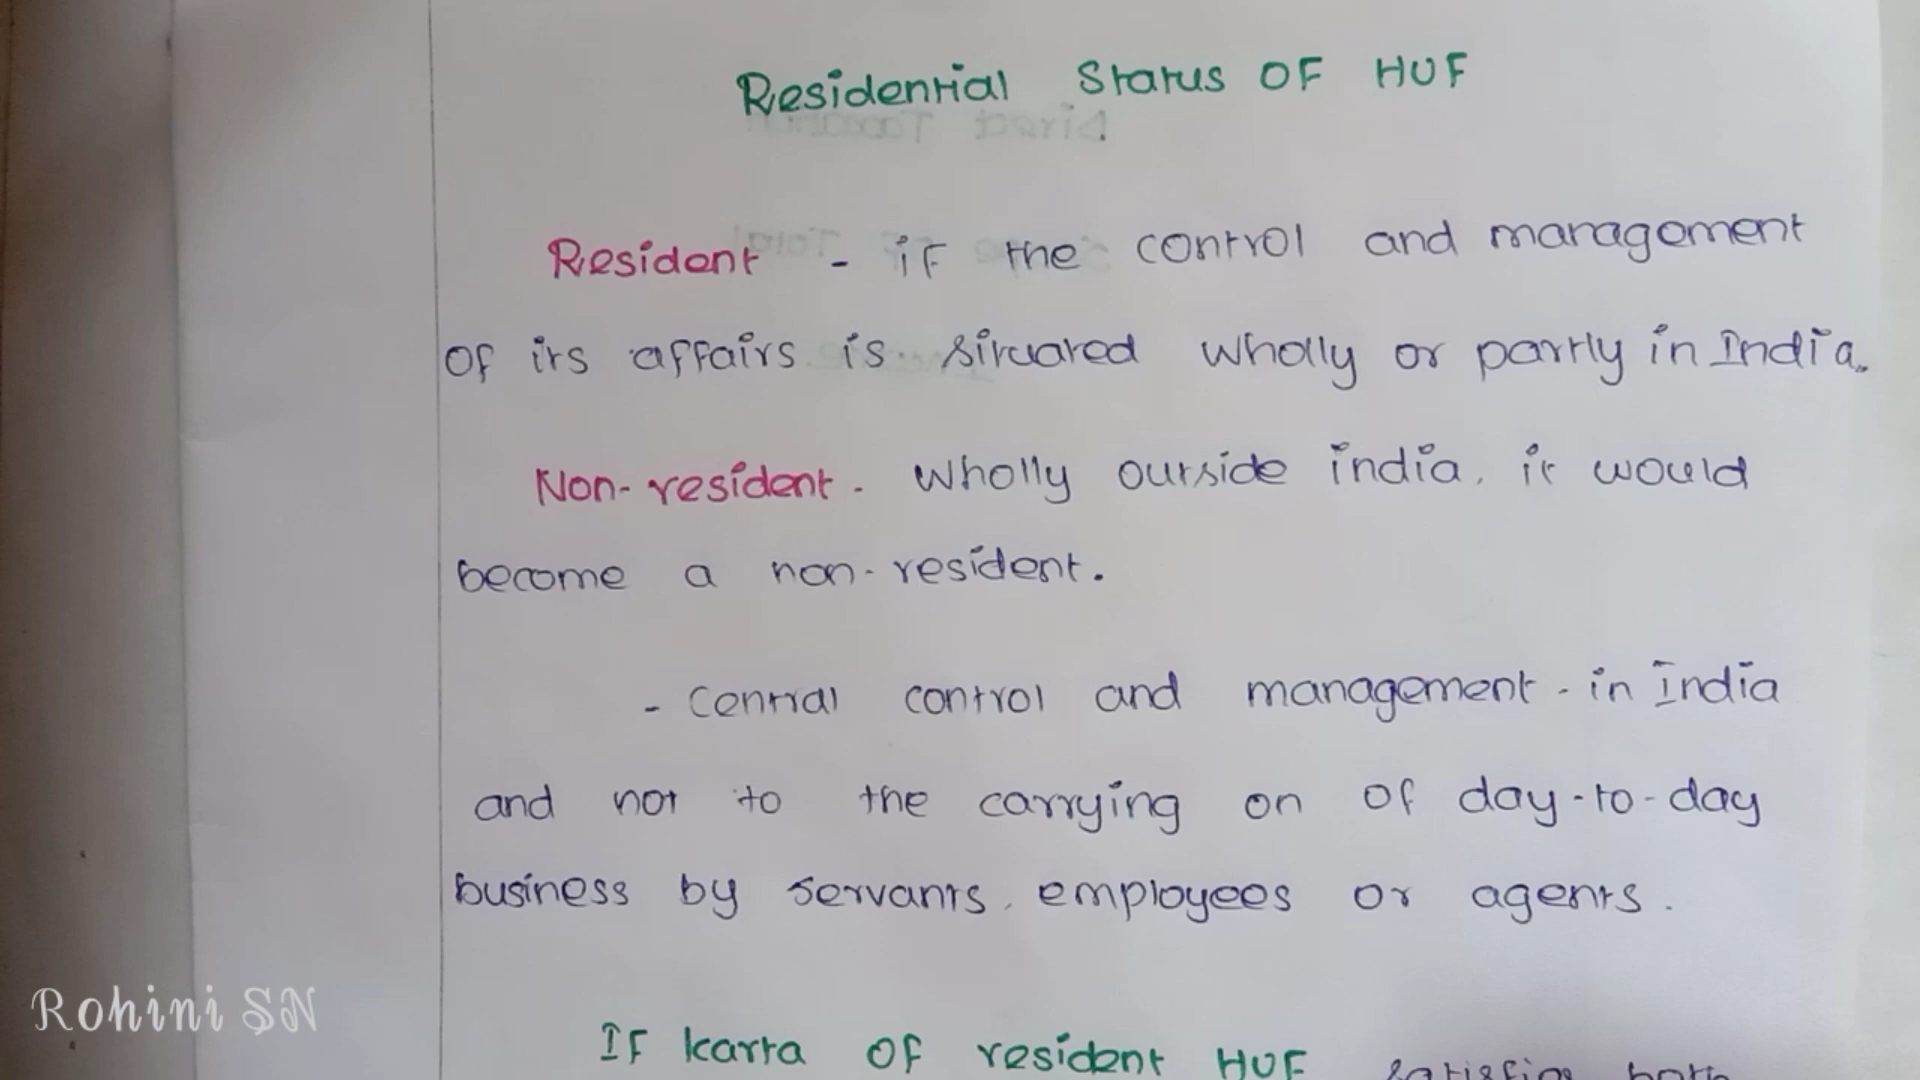 Residential Status OF HUF
Resident - if the control and management
of its affairs is situated wholly or partly in India.
Non-resident - Wholly outside india, it would
become a non-resident.
- Central control and management - in India
and not to the carrying on of day-to-day
business by servants, employees or agents.
Rohini SN
If karta of resident HUF satisfies both